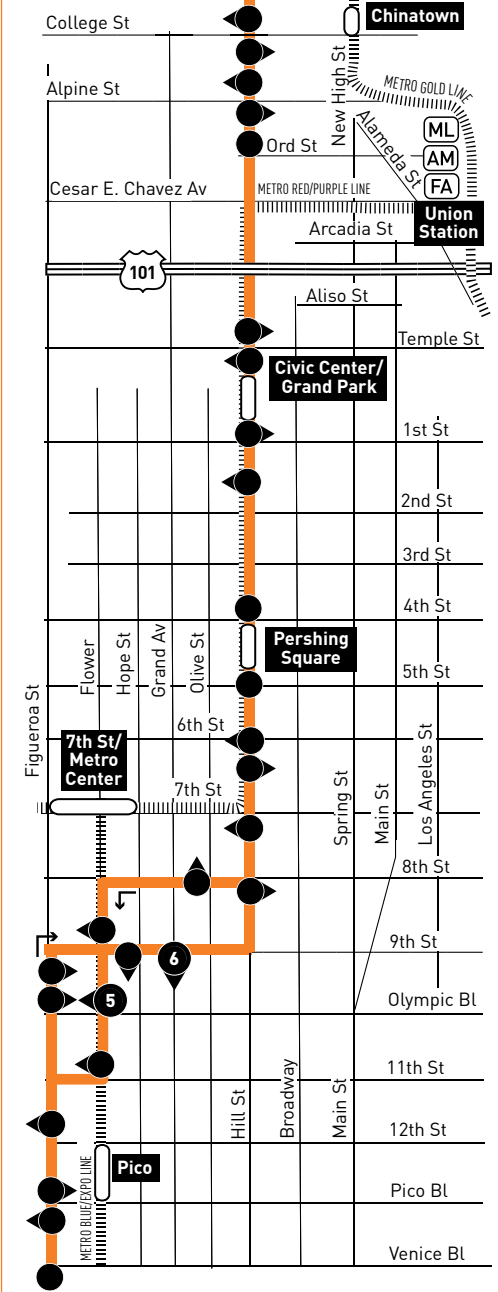 Chinatown
College St
New High St
METRO GOLD LINE
Alpine St
Alameda St
ML
Ord St
AM
Cesar E. Chavez Av
METRO RED/PURPLE LINE
FA
Union
Station
Arcadia St
101
Aliso St
Temple St
Civic Center/
Grand Park
1st St
2nd St
3rd St
4th St
Pershing
Square
Figueroa St
Flower
Hope St
Grand Av
Olive St
5th St
6th St
7th St/
Metro
Center
7th St
Spring St
Main St
Los Angeles St
8th St
9th St
6
5
Olympic Bl
11th St
Hill St
Broadway
Main St
12th St
METRO BLUE/EXPO LINE
Pico
Pico Bl
Venice Bl